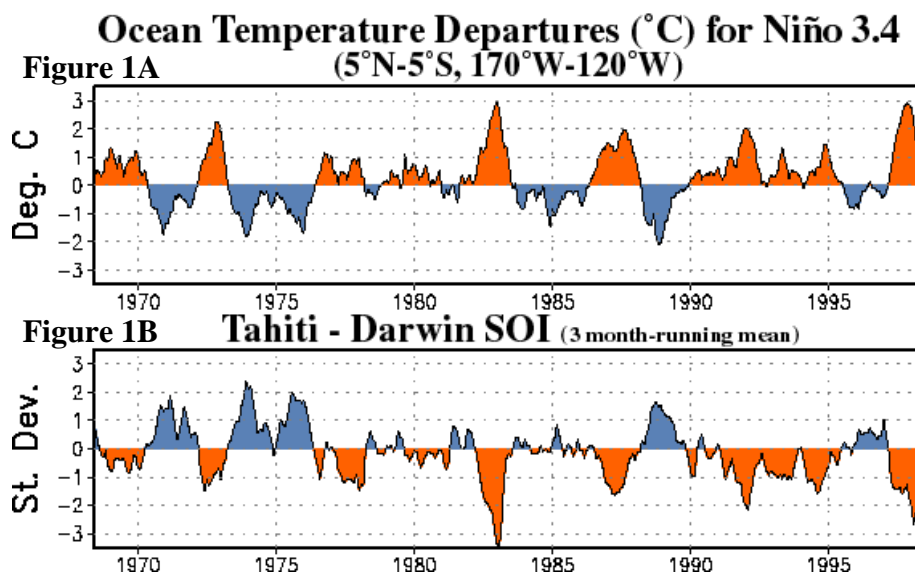 Ocean Temperature Departures (˚C) for Niño 3.4
Figure 1A
(5˚N-5˚S, 170˚W-120˚W)
Deg. C
3
2
1
0
-1
-2
-3
1970 1975 1980 1985 1990 1995
Figure 1B
Tahiti - Darwin SOI (3 month-running mean)
St. Dev.
3
2
1
0
-1
-2
-3
1970 1975 1980 1985 1990 1995